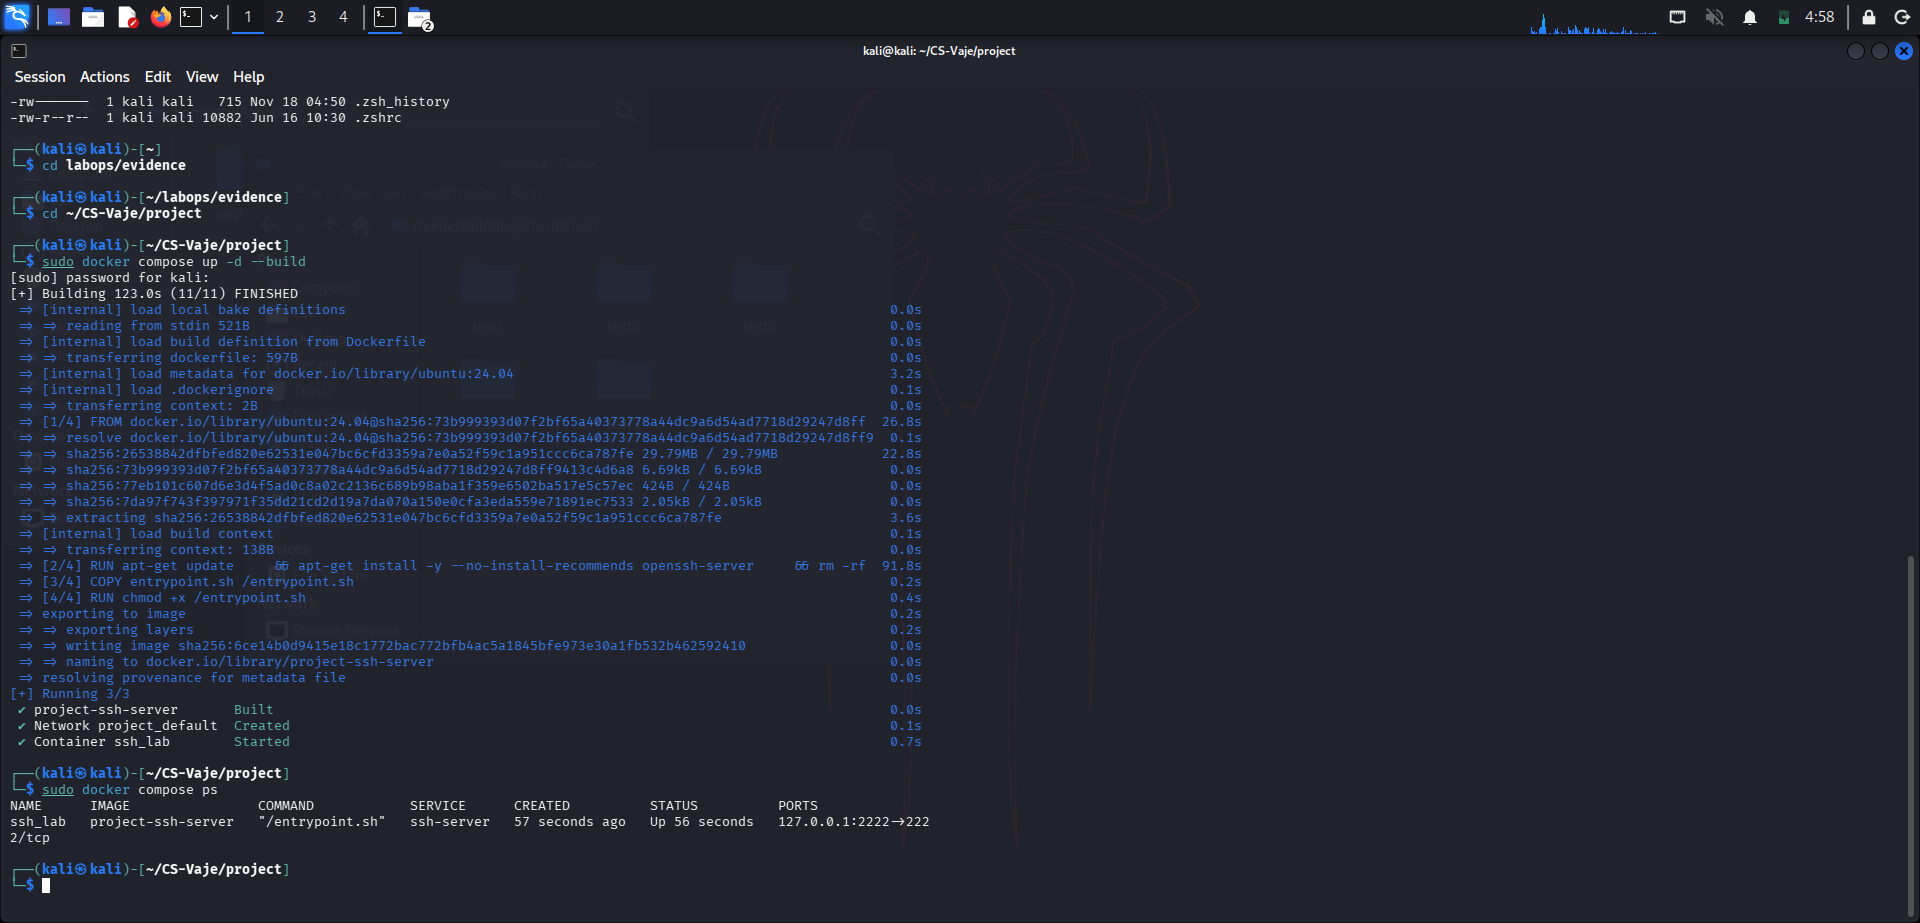 1 2 3 4 2 4:58
kali@kali: ~/CS-Vaje/project
Session Actions Edit View Help
-rw------- 1 kali kali 715 Nov 18 04:50 .zsh_history
-rw-r--r-- 1 kali kali 10882 Jun 16 10:30 .zshrc
┌──(kali㉿kali)-[~]
└─$ cd labops/evidence
┌──(kali㉿kali)-[~/labops/evidence]
└─$ cd ~/CS-Vaje/project
┌──(kali㉿kali)-[~/CS-Vaje/project]
└─$ sudo docker compose up -d --build
[sudo] password for kali:
[+] Building 123.0s (11/11) FINISHED
=> [internal] load local bake definitions 0.0s
=> => reading from stdin 521B 0.0s
=> [internal] load build definition from Dockerfile 0.0s
=> => transferring dockerfile: 597B 0.0s
=> [internal] load metadata for docker.io/library/ubuntu:24.04 3.2s
=> [internal] load .dockerignore 0.1s
=> => transferring context: 2B 0.0s
=> [1/4] FROM docker.io/library/ubuntu:24.04@sha256:73b999393d07f2bf65a40373778a44dc9a6d54ad7718d29247d8ff 26.8s
=> => resolve docker.io/library/ubuntu:24.04@sha256:73b999393d07f2bf65a40373778a44dc9a6d54ad7718d29247d8ff9 0.1s
=> => sha256:26538842dfbfed820e62531e047bc6cfd3359a7e0a52f59c1a951ccc6ca787fe 29.79MB / 29.79MB 22.8s
=> => sha256:73b999393d07f2bf65a40373778a44dc9a6d54ad7718d29247d8ff9413c4d6a8 6.69kB / 6.69kB 0.0s
=> => sha256:77eb101c607d6e3d4f5ad0c8a02c2136c689b98aba1f359e6502ba517e5c57ec 424B / 424B 0.0s
=> => sha256:7da97f743f397971f35dd21cd2d19a7da070a150e0cfa3eda559e71891ec7533 2.05kB / 2.05kB 0.0s
=> => extracting sha256:26538842dfbfed820e62531e047bc6cfd3359a7e0a52f59c1a951ccc6ca787fe 3.6s
=> [internal] load build context 0.1s
=> => transferring context: 138B 0.0s
=> [2/4] RUN apt-get update && apt-get install -y --no-install-recommends openssh-server && rm -rf 91.8s
=> [3/4] COPY entrypoint.sh /entrypoint.sh 0.2s
=> [4/4] RUN chmod +x /entrypoint.sh 0.4s
=> exporting to image 0.2s
=> => exporting layers 0.2s
=> => writing image sha256:6ce14b0d9415e18c1772bac772bfb4ac5a1845bfe973e30a1fb532b462592410 0.0s
=> => naming to docker.io/library/project-ssh-server 0.0s
=> resolving provenance for metadata file 0.0s
[+] Running 3/3
✔ project-ssh-server Built 0.0s
✔ Network project_default Created 0.1s
✔ Container ssh_lab Started 0.7s
┌──(kali㉿kali)-[~/CS-Vaje/project]
└─$ sudo docker compose ps
NAME IMAGE COMMAND SERVICE CREATED STATUS PORTS
ssh_lab project-ssh-server "/entrypoint.sh" ssh-server 57 seconds ago Up 56 seconds 127.0.0.1:2222->222
2/tcp
┌──(kali㉿kali)-[~/CS-Vaje/project]
└─$